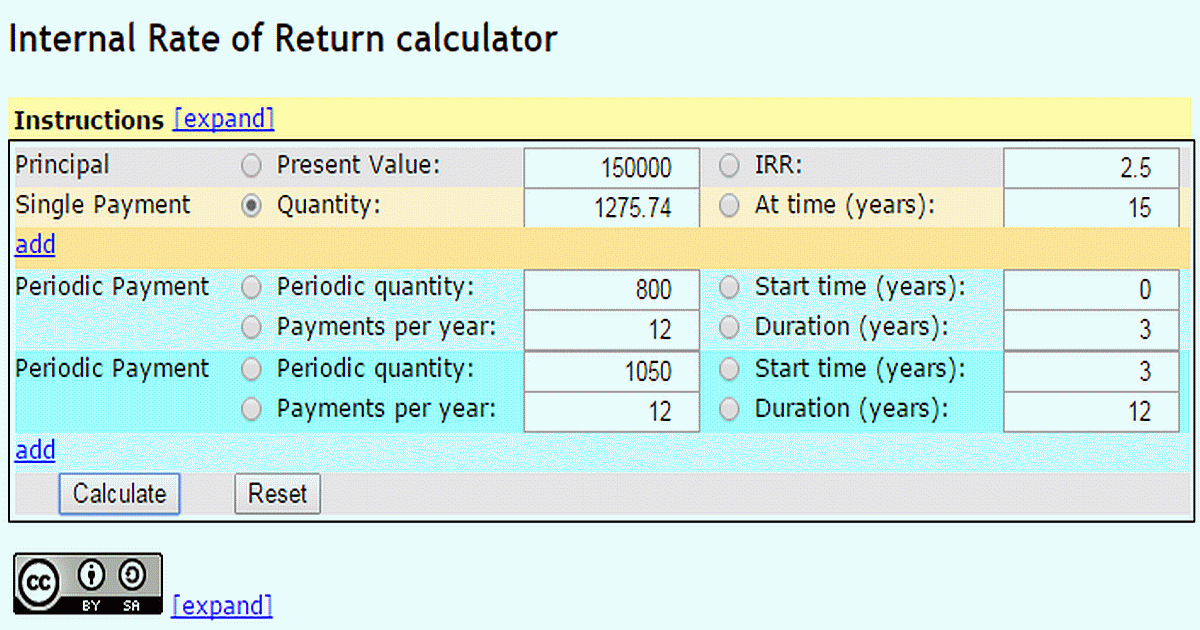 Internal Rate of Return calculator
Instructions [expand]
Principal Present Value: 150000 IRR: 2.5
Single Payment Quantity: 1275.74 At time (years): 15
add
Periodic Payment Periodic quantity: 800 Start time (years): 0
Payments per year: 12 Duration (years): 3
Periodic Payment Periodic quantity: 1050 Start time (years): 3
Payments per year: 12 Duration (years): 12
add
Calculate Reset
cc BY SA [expand]